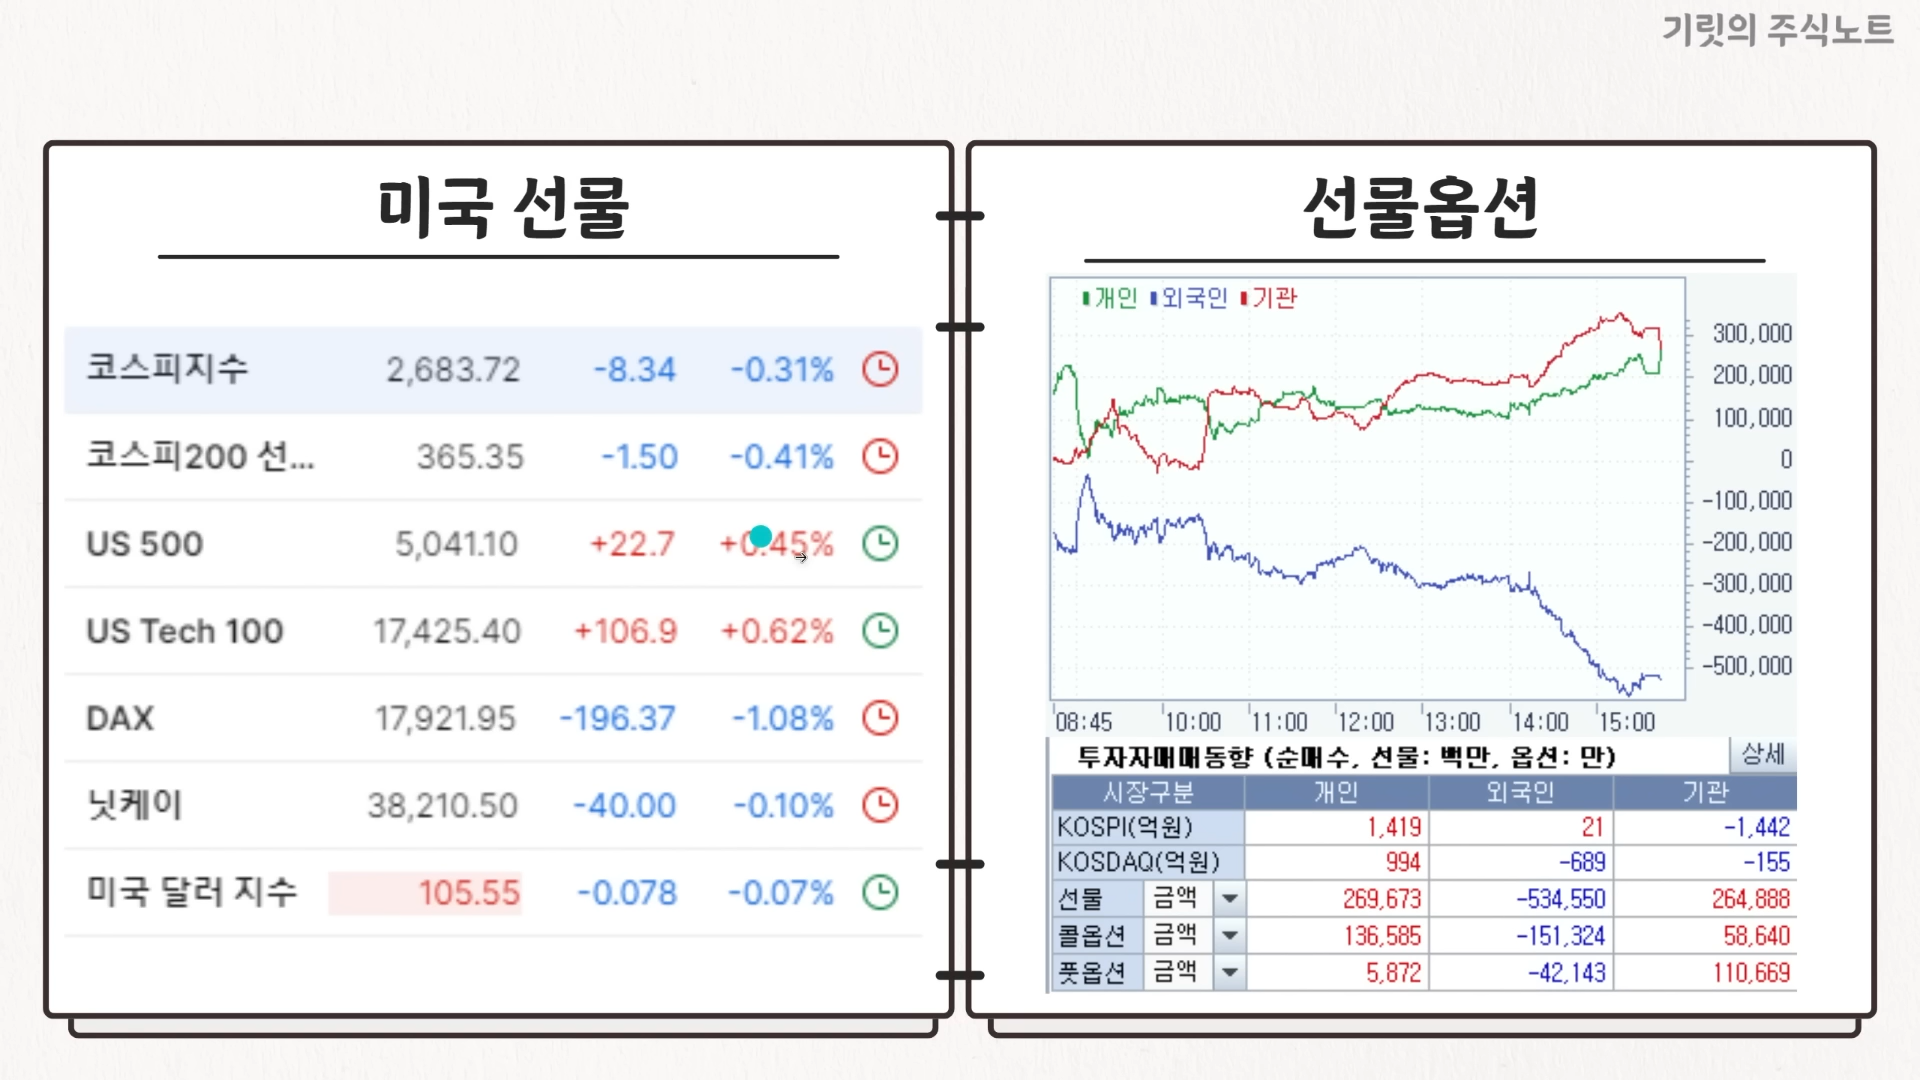 기릿의 주식노트
미국 선물
코스피지수 2,683.72 -8.34 -0.31%
코스피200 선... 365.35 -1.50 -0.41%
US 500 5,041.10 +22.7 +0.45%
US Tech 100 17,425.40 +106.9 +0.62%
DAX 17,921.95 -196.37 -1.08%
닛케이 38,210.50 -40.00 -0.10%
미국 달러 지수 105.55 -0.078 -0.07%
선물옵션
개인 외국인 기관
300,000
200,000
100,000
0
-100,000
-200,000
-300,000
-400,000
-500,000
08:45 10:00 11:00 12:00 13:00 14:00 15:00
투자자매매동향 (순매수, 선물: 백만, 옵션: 만) 상세
시장구분 개인 외국인 기관
KOSPI(억원) 1,419 21 -1,442
KOSDAQ(억원) 994 -689 -155
선물 금액 269,673 -534,550 264,888
콜옵션 금액 136,585 -151,324 58,640
풋옵션 금액 5,872 -42,143 110,669